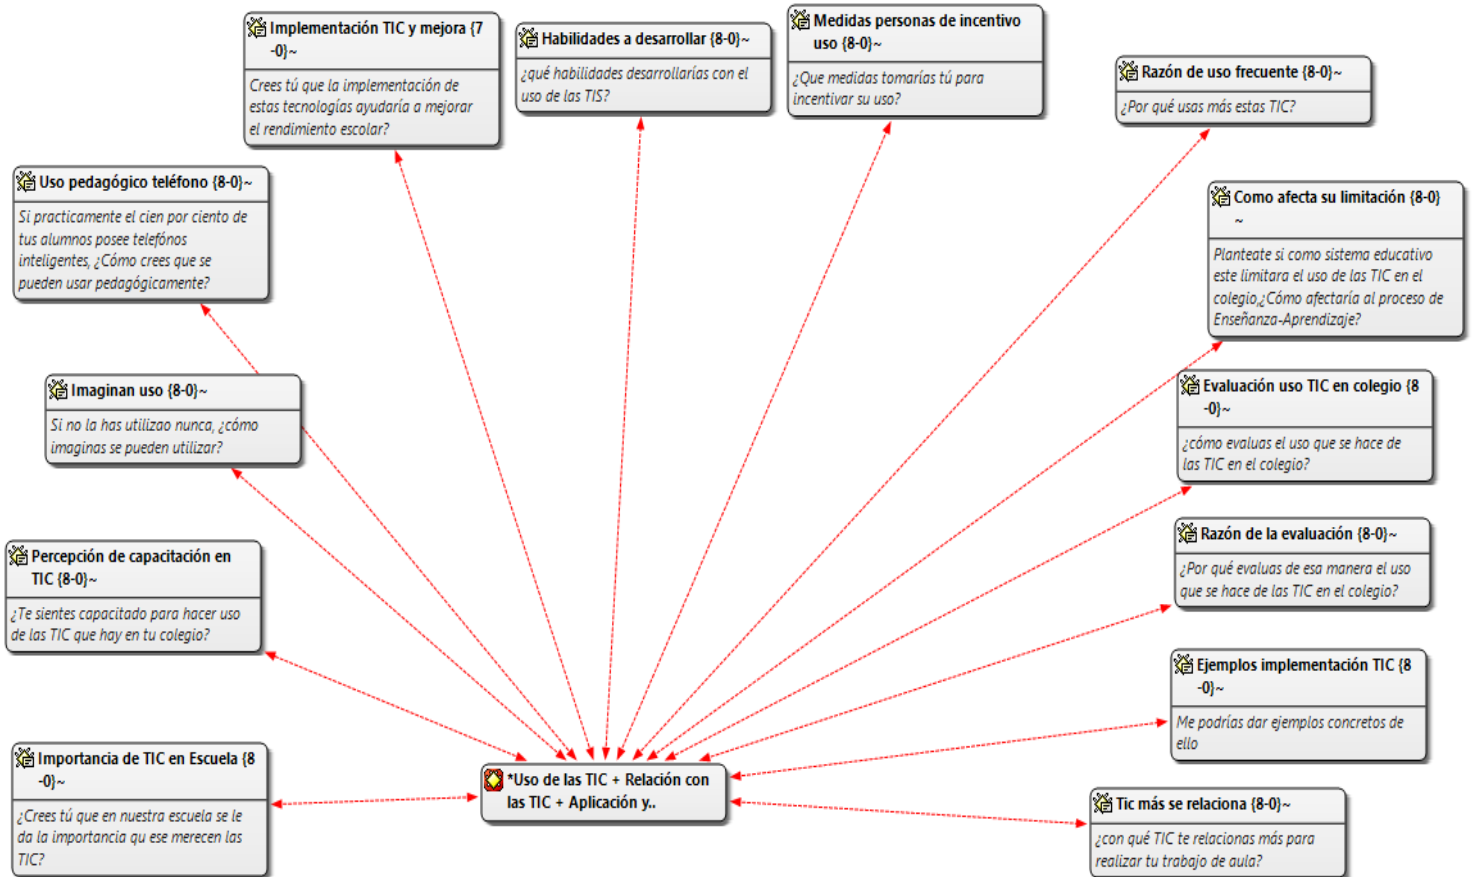 Implementación TIC y mejora {7
-0}~
Crees tú que la implementación de
estas tecnologías ayudaría a mejorar
el rendimiento escolar?
Habilidades a desarrollar {8-0}~
¿qué habilidades desarrollarías con el
uso de las TIS?
Medidas personas de incentivo
uso {8-0}~
¿Que medidas tomarías tú para
incentivar su uso?
Razón de uso frecuente {8-0}~
¿Por qué usas más estas TIC?
Uso pedagógico teléfono {8-0}~
Si practicamente el cien por ciento de
tus alumnos posee telefónos
inteligentes, ¿Cómo crees que se
pueden usar pedagógicamente?
Como afecta su limitación {8-0}
~
Planteate si como sistema educativo
este limitara el uso de las TIC en el
colegio,¿Cómo afectaría al proceso de
Enseñanza-Aprendizaje?
Imaginan uso {8-0}~
Si no la has utilizao nunca, ¿cómo
imaginas se pueden utilizar?
Evaluación uso TIC en colegio {8
-0}~
¿cómo evaluas el uso que se hace de
las TIC en el colegio?
Razón de la evaluación {8-0}~
¿Por qué evaluas de esa manera el uso
que se hace de las TIC en el colegio?
Percepción de capacitación en
TIC {8-0}~
¿Te sientes capacitado para hacer uso
de las TIC que hay en tu colegio?
Ejemplos implementación TIC {8
-0}~
Me podrías dar ejemplos concretos de
ello
Importancia de TIC en Escuela {8
-0}~
¿Crees tú que en nuestra escuela se le
da la importancia qu ese merecen las
TIC?
*Uso de las TIC + Relación con
las TIC + Aplicación y..
Tic más se relaciona {8-0}~
¿con qué TIC te relacionas más para
realizar tu trabajo de aula?